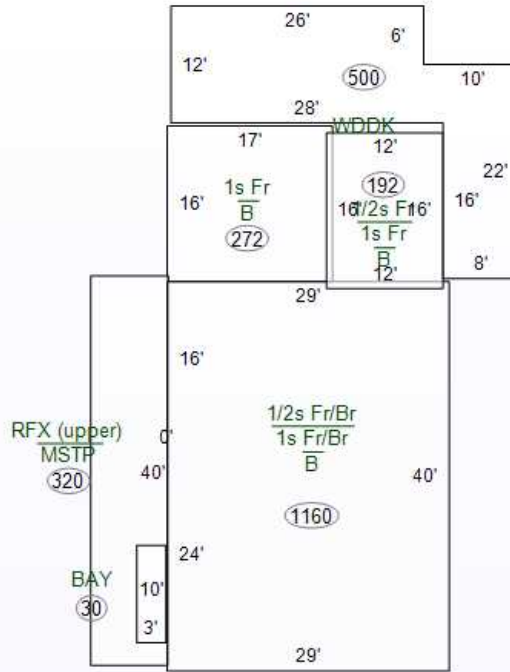 26'
6'
12'
500
10'
28'
WDDK
17'
12'
22'
1s Fr
B
192
16'
16'
1/2s Fr
16'
16'
1s Fr
B
272
12'
8'
29'
16'
1/2s Fr/Br
1s Fr/Br
B
RFX (upper)
MSTP
0'
40'
40'
320
1160
24'
BAY
10'
30
3'
29'